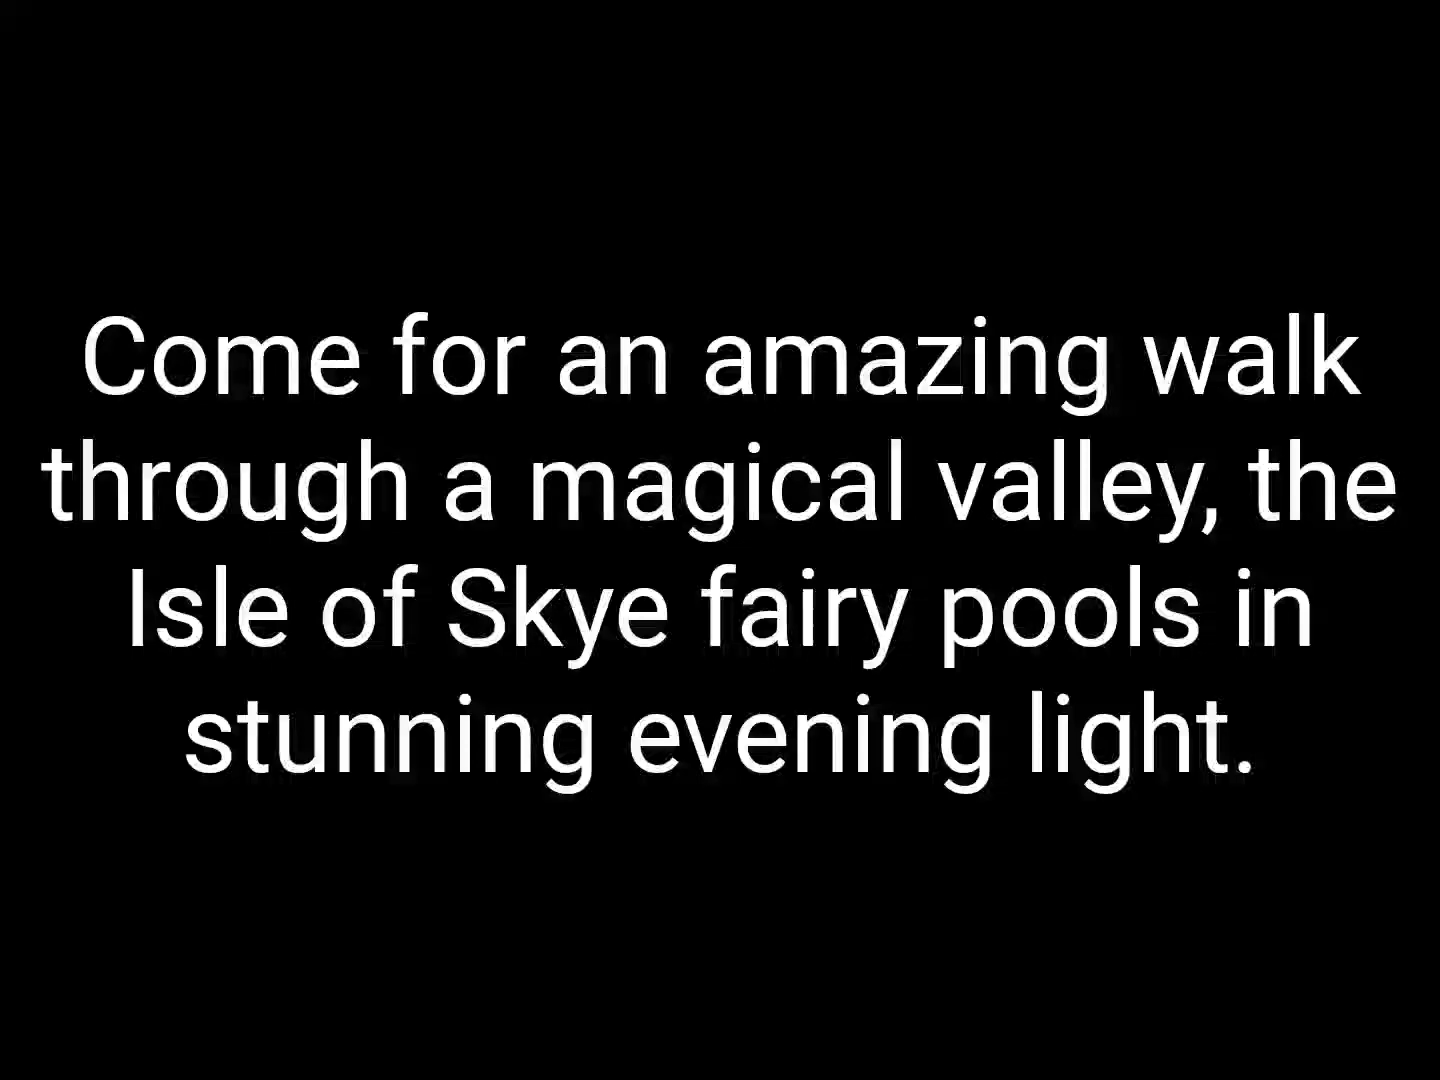 Come for an amazing walk
through a magical valley, the
Isle of Skye fairy pools in
stunning evening light.